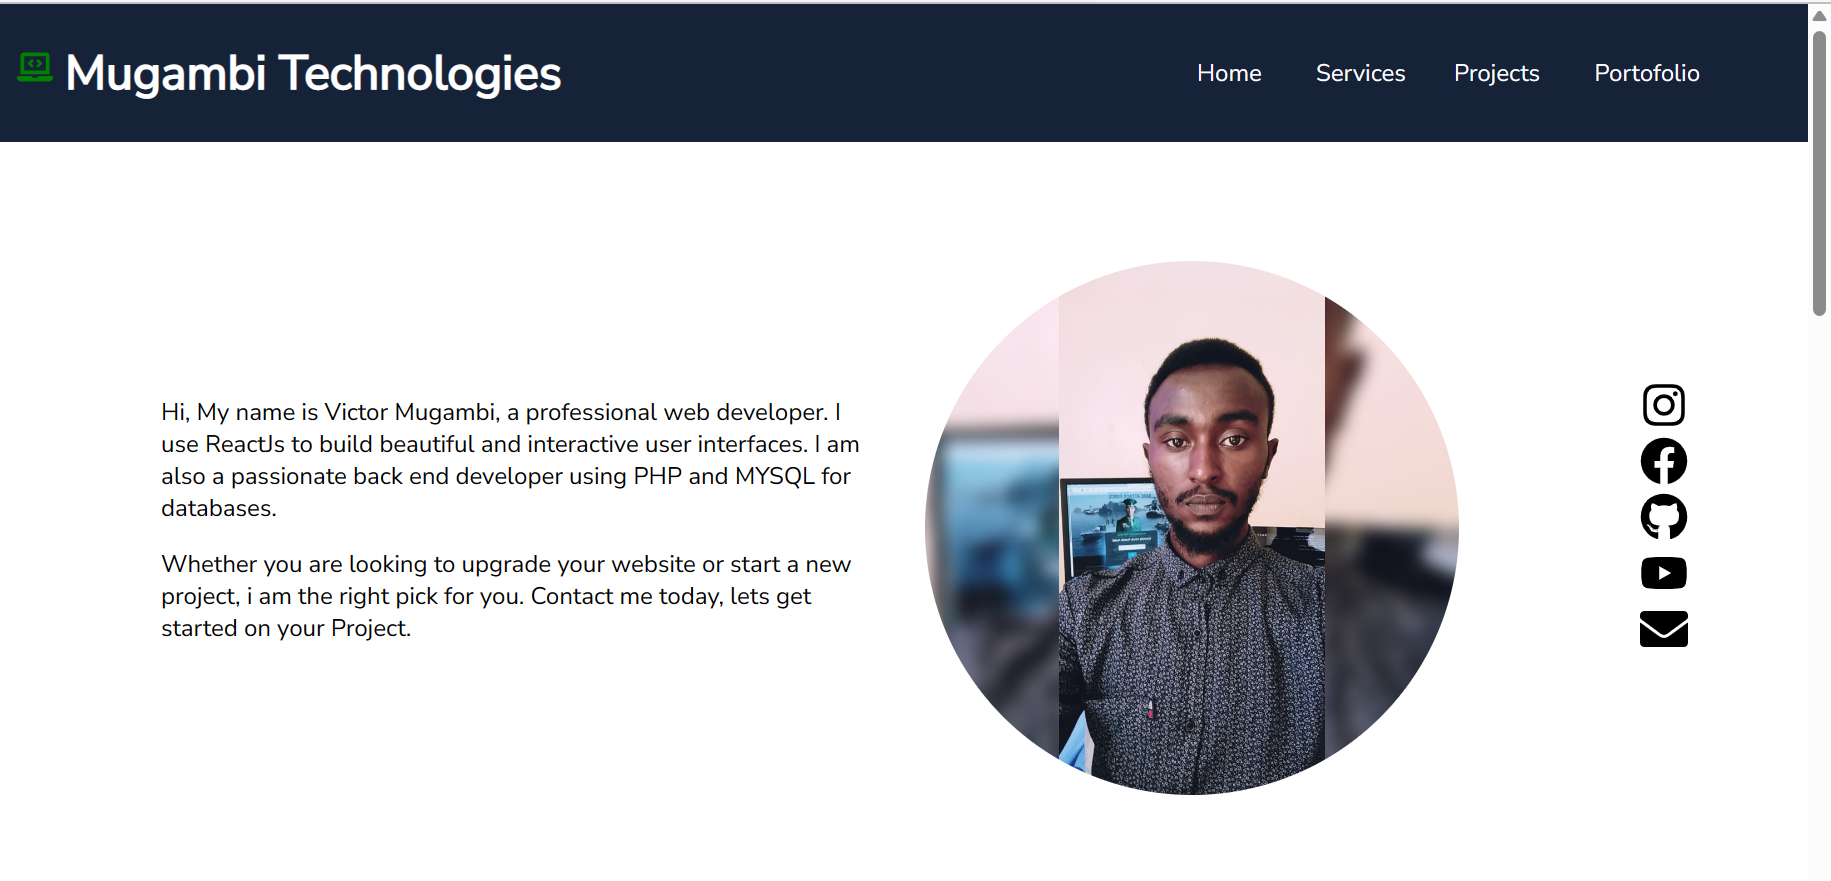 Mugambi Technologies
Home Services Projects Portofolio
Hi, My name is Victor Mugambi, a professional web developer. I
use ReactJs to build beautiful and interactive user interfaces. I am
also a passionate back end developer using PHP and MYSQL for
databases.
Whether you are looking to upgrade your website or start a new
project, i am the right pick for you. Contact me today, lets get
started on your Project.